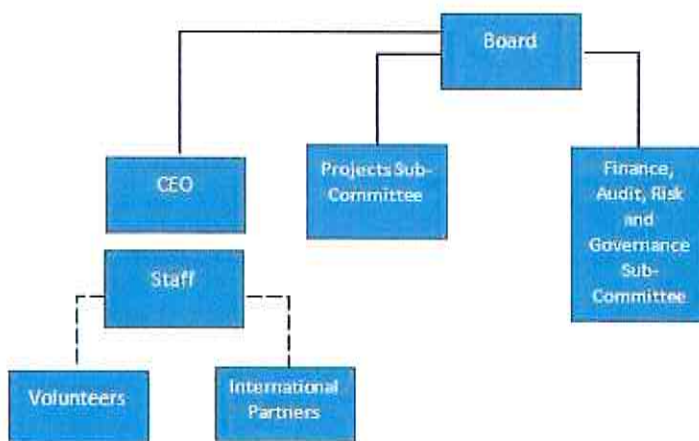 Board
CEO
Projects Sub-
Committee
Finance,
Audit, Risk
and
Governance
Sub-
Committee
Staff
Volunteers
International
Partners